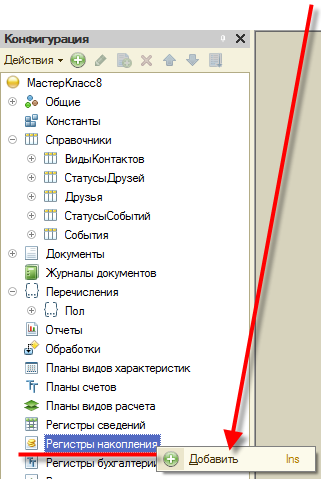 Конфигурация
Действия
МастерКласс8
Общие
Константы
Справочники
ВидыКонтактов
СтатусыДрузей
Друзья
СтатусыСобытий
События
Документы
Журналы документов
Перечисления
Пол
Отчеты
Обработки
Планы видов характеристик
Планы счетов
Планы видов расчета
Регистры сведений
Регистры накопления
Добавить Ins
Регистры бухгалтери